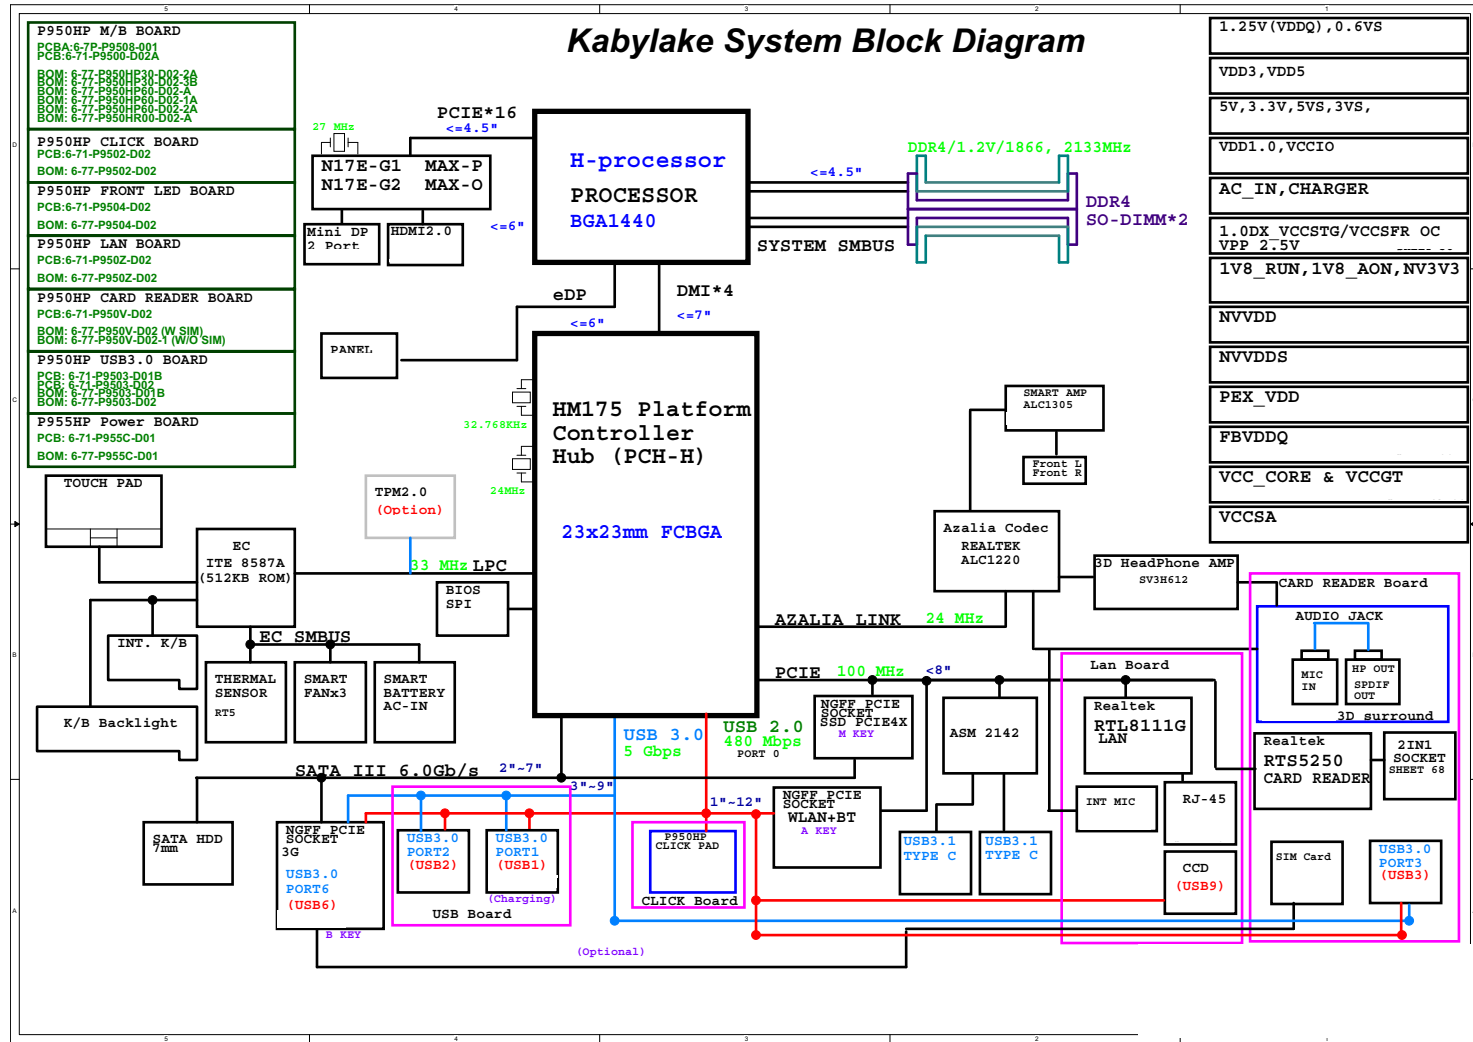 Kabylake System Block Diagram
P950HP M/B BOARD
PCBA:6-7P-P9508-001
PCB:6-71-P9500-D02A
BOM: 6-77-P950HP30-D02-2A
BOM: 6-77-P950HP30-D02-3B
BOM: 6-77-P950HP60-D02-A
BOM: 6-77-P950HP60-D02-1A
BOM: 6-77-P950HP60-D02-2A
BOM: 6-77-P950HR00-D02-A
P950HP CLICK BOARD
PCB:6-71-P9502-D02
BOM: 6-77-P9502-D02
P950HP FRONT LED BOARD
PCB:6-71-P9504-D02
BOM: 6-77-P9504-D02
P950HP LAN BOARD
PCB:6-71-P950Z-D02
BOM: 6-77-P950Z-D02
P950HP CARD READER BOARD
PCB:6-71-P950V-D02
BOM: 6-77-P950V-D02 (W SIM)
BOM: 6-77-P950V-D02-1 (W/O SIM)
P950HP USB3.0 BOARD
PCB: 6-71-P9503-D01B
PCB: 6-71-P9503-D02
BOM: 6-77-P9503-D01B
BOM: 6-77-P9503-D02
P955HP Power BOARD
PCB: 6-71-P955C-D01
BOM: 6-77-P955C-D01
1.25V(VDDQ),0.6VS
VDD3,VDD5
5V,3.3V,5VS,3VS,
VDD1.0,VCCIO
AC_IN,CHARGER
1.0DX_VCCSTG/VCCSFR_OC
VPP_2.5V
1V8_RUN,1V8_AON,NV3V3
NVVDD
NVVDDS
PEX_VDD
FBVDDQ
VCC_CORE & VCCGT
VCCSA
PCIE*16
<=4.5"
27 MHz
N17E-G1 MAX-P
N17E-G2 MAX-O
Mini DP
2 Port
HDMI2.0
<=6"
H-processor
PROCESSOR
BGA1440
<=4.5"
DDR4/1.2V/1866, 2133MHz
DDR4
SO-DIMM*2
SYSTEM SMBUS
eDP
<=6"
DMI*4
<=7"
PANEL
HM175 Platform
Controller
Hub (PCH-H)
23x23mm FCBGA
32.768KHz
24MHz
SMART AMP
ALC1305
Front L
Front R
TOUCH PAD
TPM2.0
(Option)
EC
ITE 8587A
(512KB ROM)
33 MHz LPC
BIOS
SPI
Azalia Codec
REALTEK
ALC1220
3D HeadPhone AMP
SV3H612
CARD READER Board
AUDIO JACK
MIC
IN
HP OUT
SPDIF
OUT
3D surround
AZALIA LINK 24 MHz
INT. K/B
EC SMBUS
THERMAL
SENSOR
RT5
SMART
FANx3
SMART
BATTERY
AC-IN
K/B Backlight
PCIE 100 MHz <8"
Lan Board
NGFF PCIE
SOCKET
SSD PCIE4X
M KEY
ASM 2142
Realtek
RTL8111G
LAN
Realtek
RTS5250
CARD READER
2IN1
SOCKET
SHEET 68
USB 3.0
5 Gbps
USB 2.0
480 Mbps
PORT 0
SATA III 6.0Gb/s 2"~7"
3"~9"
1"~12"
NGFF PCIE
SOCKET
WLAN+BT
A KEY
INT MIC
RJ-45
SATA HDD
7mm
NGFF PCIE
SOCKET
3G
USB3.0
PORT6
(USB6)
B KEY
USB3.0
PORT2
(USB2)
USB3.0
PORT1
(USB1)
(Charging)
USB Board
P950HP
CLICK PAD
CLICK Board
USB3.1
TYPE C
USB3.1
TYPE C
CCD
(USB9)
SIM Card
USB3.0
PORT3
(USB3)
(Optional)